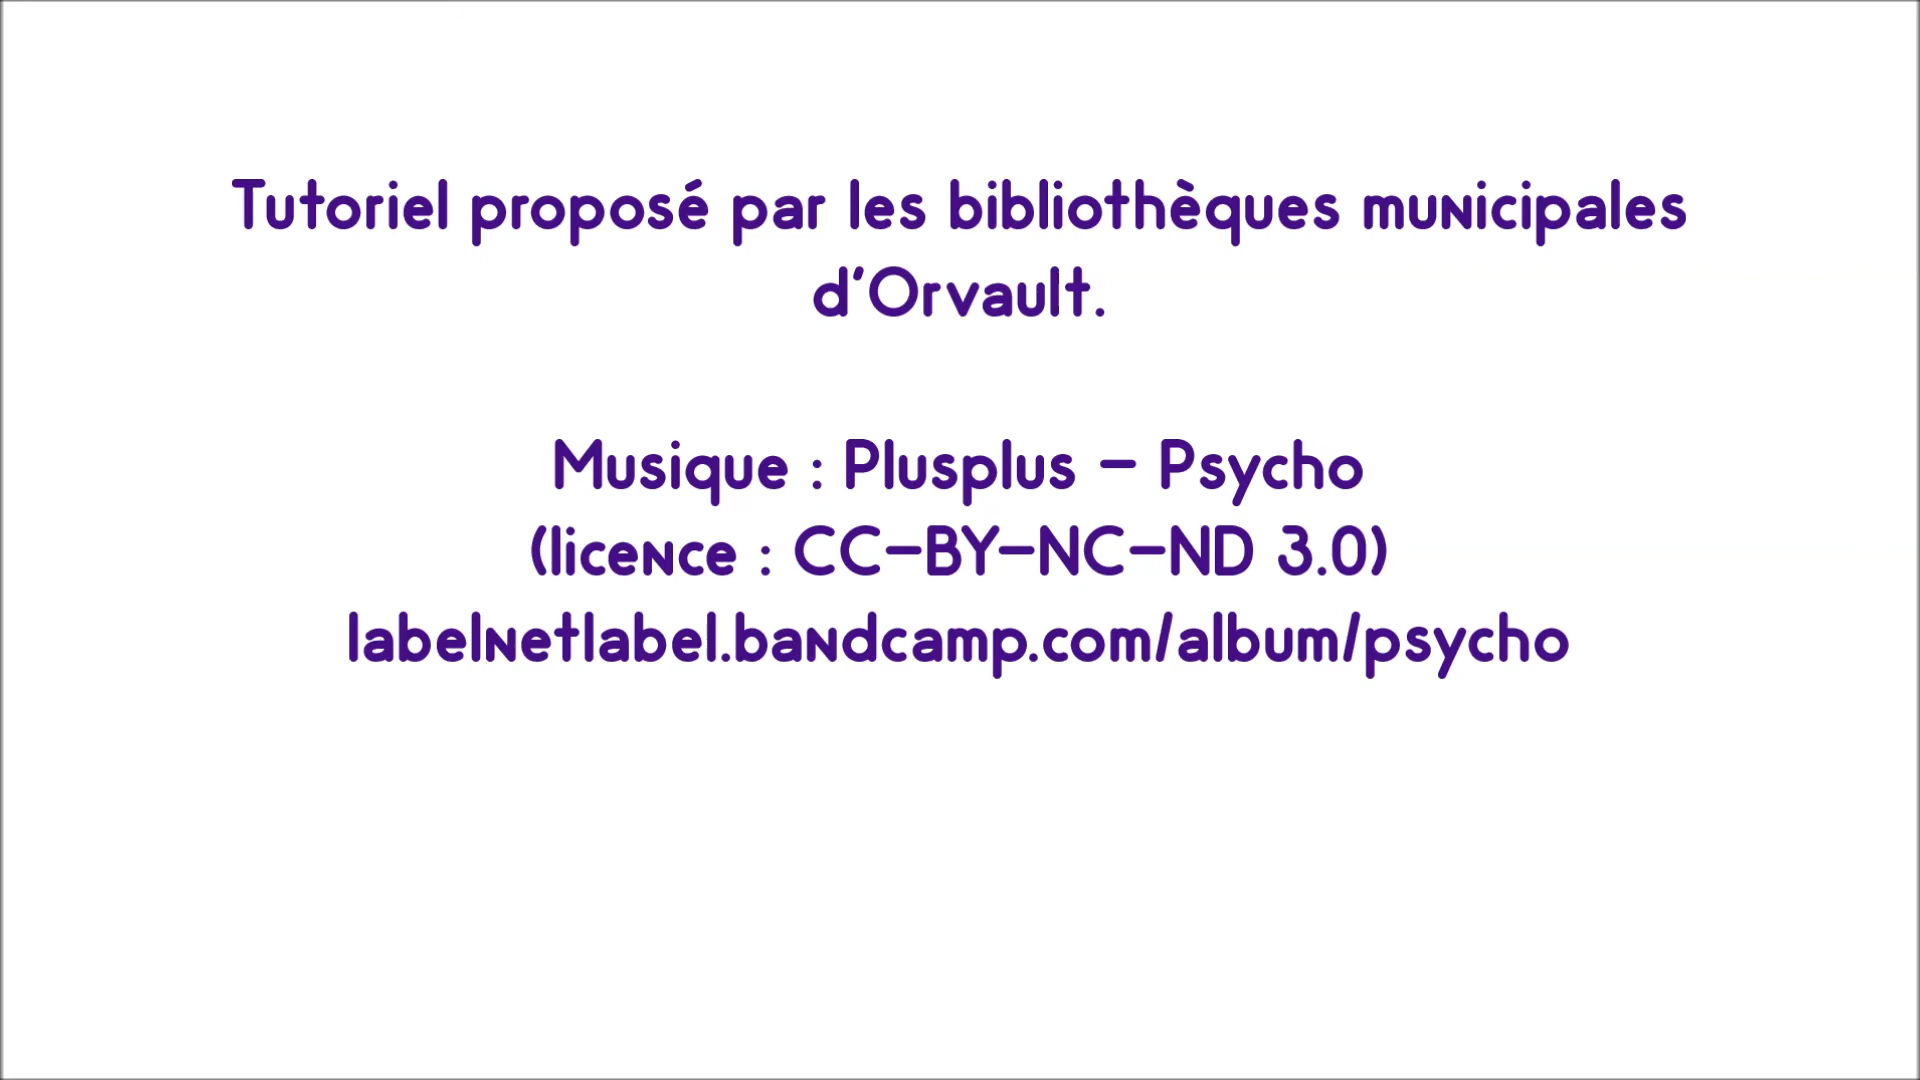 Tutoriel proposé par les bibliothèques municipales
d'Orvault.
Musique : Plusplus - Psycho
(licence : CC-BY-NC-ND 3.0)
labelnetlabel.bandcamp.com/album/psycho